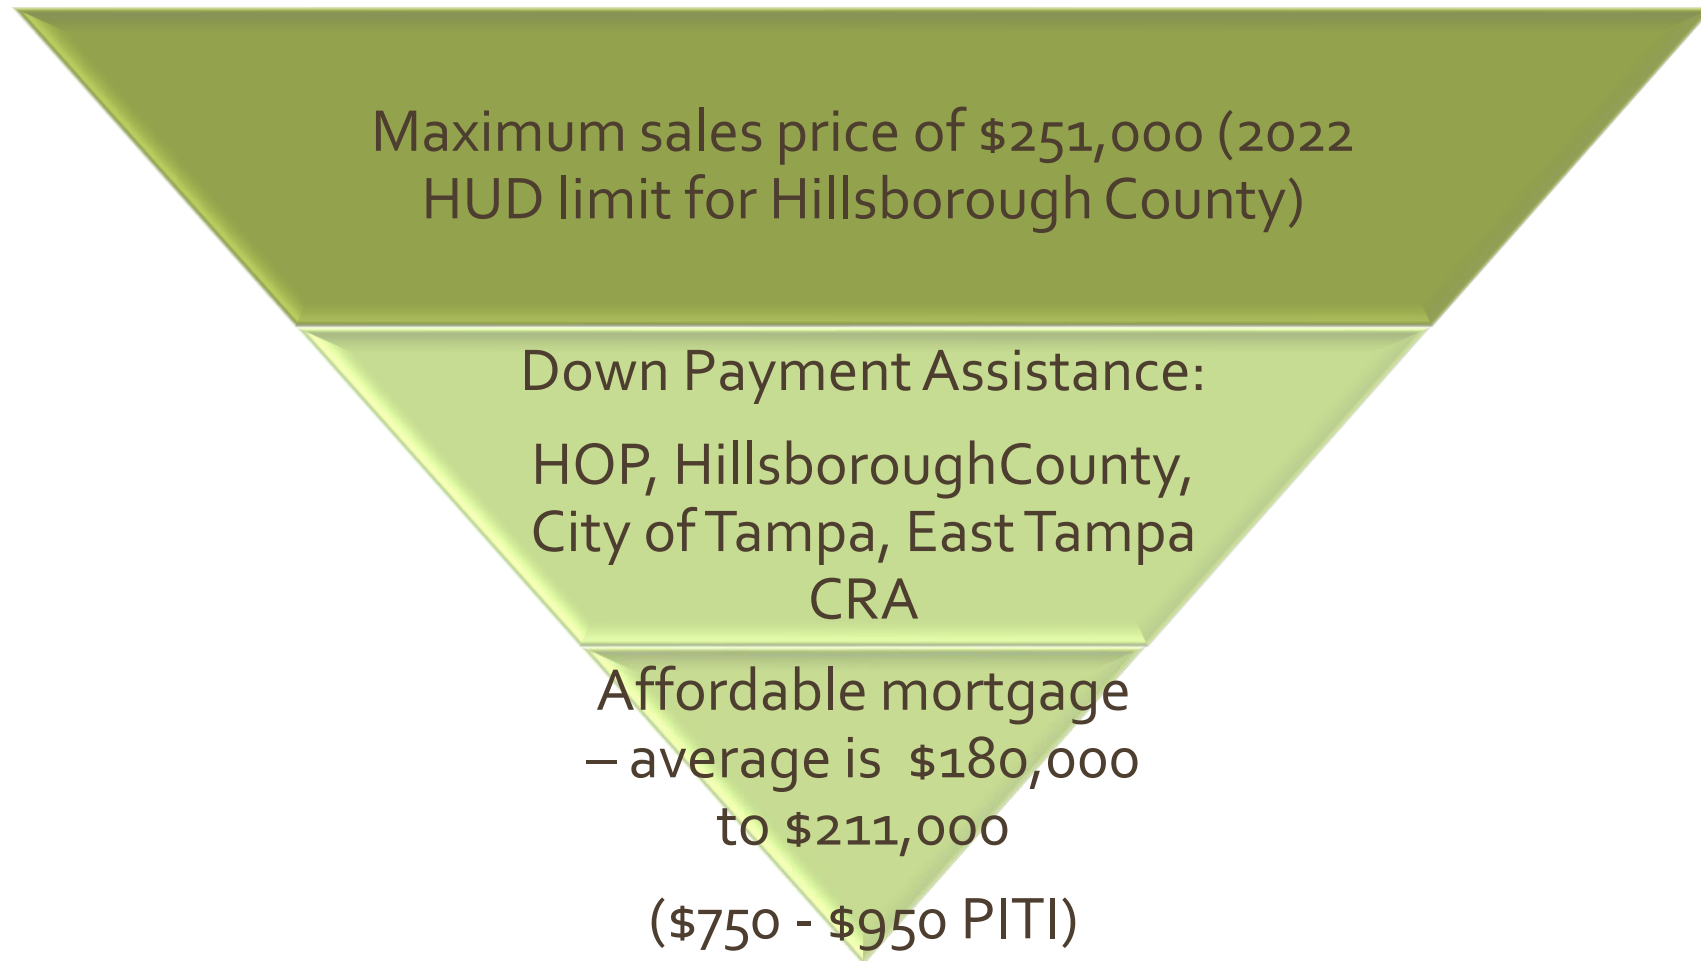 Maximum sales price of $251,000 (2022
HUD limit for Hillsborough County)
Down Payment Assistance:
HOP, HillsboroughCounty,
City of Tampa, East Tampa
CRA
Affordable mortgage
– average is $180,000
to $211,000
($750 - $950 PITI)